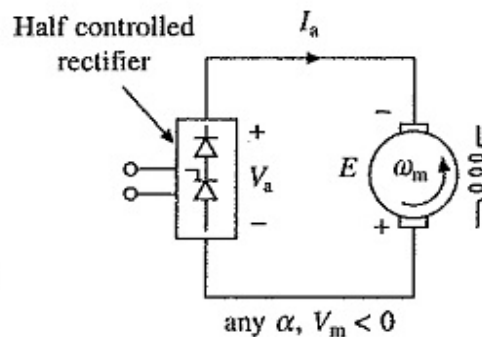 Half controlled
rectifier
I_a
+
V_a
−
−
E
ω_m
+
any α, V_m < 0